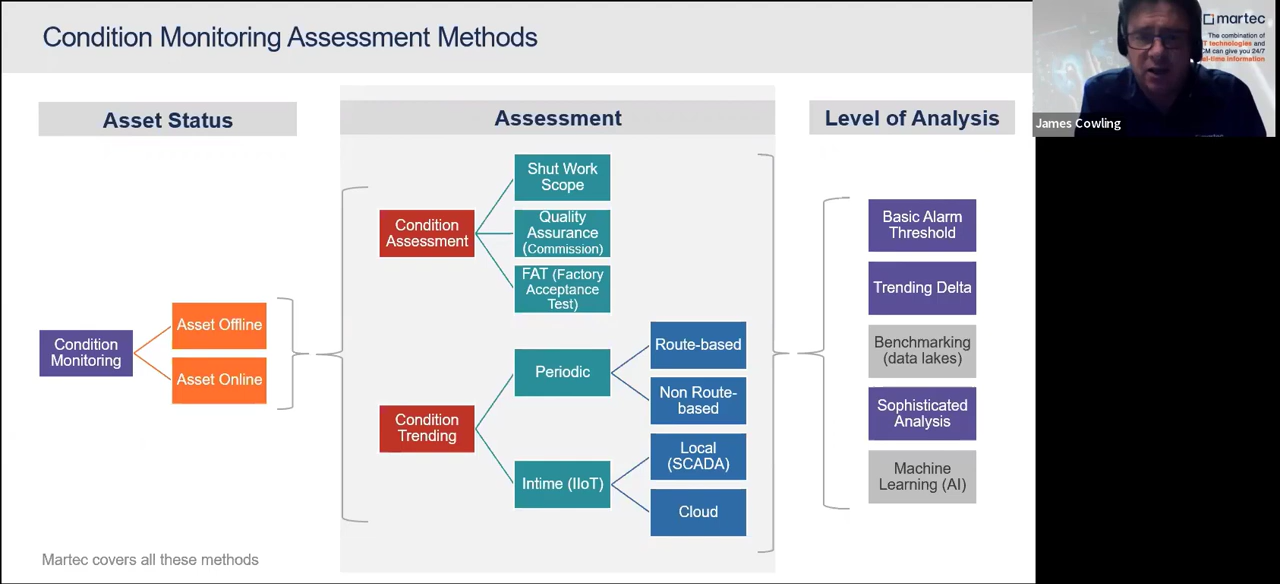 Condition Monitoring Assessment Methods
Asset Status
Assessment
Level of Analysis
Condition
Monitoring
Asset Offline
Asset Online
Condition
Assessment
Shut Work
Scope
Quality
Assurance
(Commission)
FAT (Factory
Acceptance
Test)
Condition
Trending
Periodic
Intime (IIoT)
Route-based
Non Route-
based
Local
(SCADA)
Cloud
Basic Alarm
Threshold
Trending Delta
Benchmarking
(data lakes)
Sophisticated
Analysis
Machine
Learning (AI)
Martec covers all these methods
martec
The combination of
T technologies and
CM can give you 24/7
al-time information
James Cowling